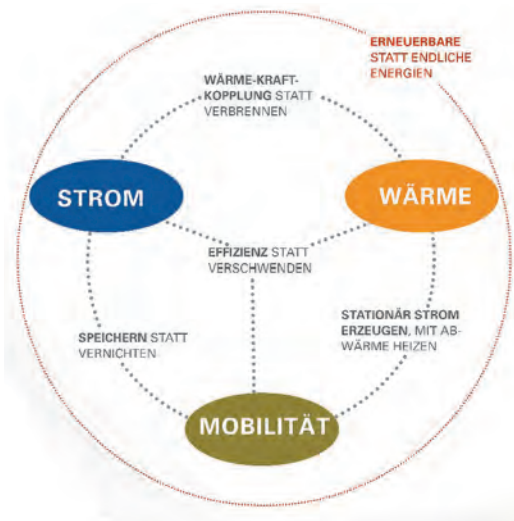 ERNEUERBARE
STATT ENDLICHE
ENERGIEN
WÄRME-KRAFT-
KOPPLUNG STATT
VERBRENNEN
STROM
WÄRME
EFFIZIENZ STATT
VERSCHWENDEN
SPEICHERN STATT
VERNICHTEN
STATIONÄR STROM
ERZEUGEN, MIT AB-
WÄRME HEIZEN
MOBILITÄT